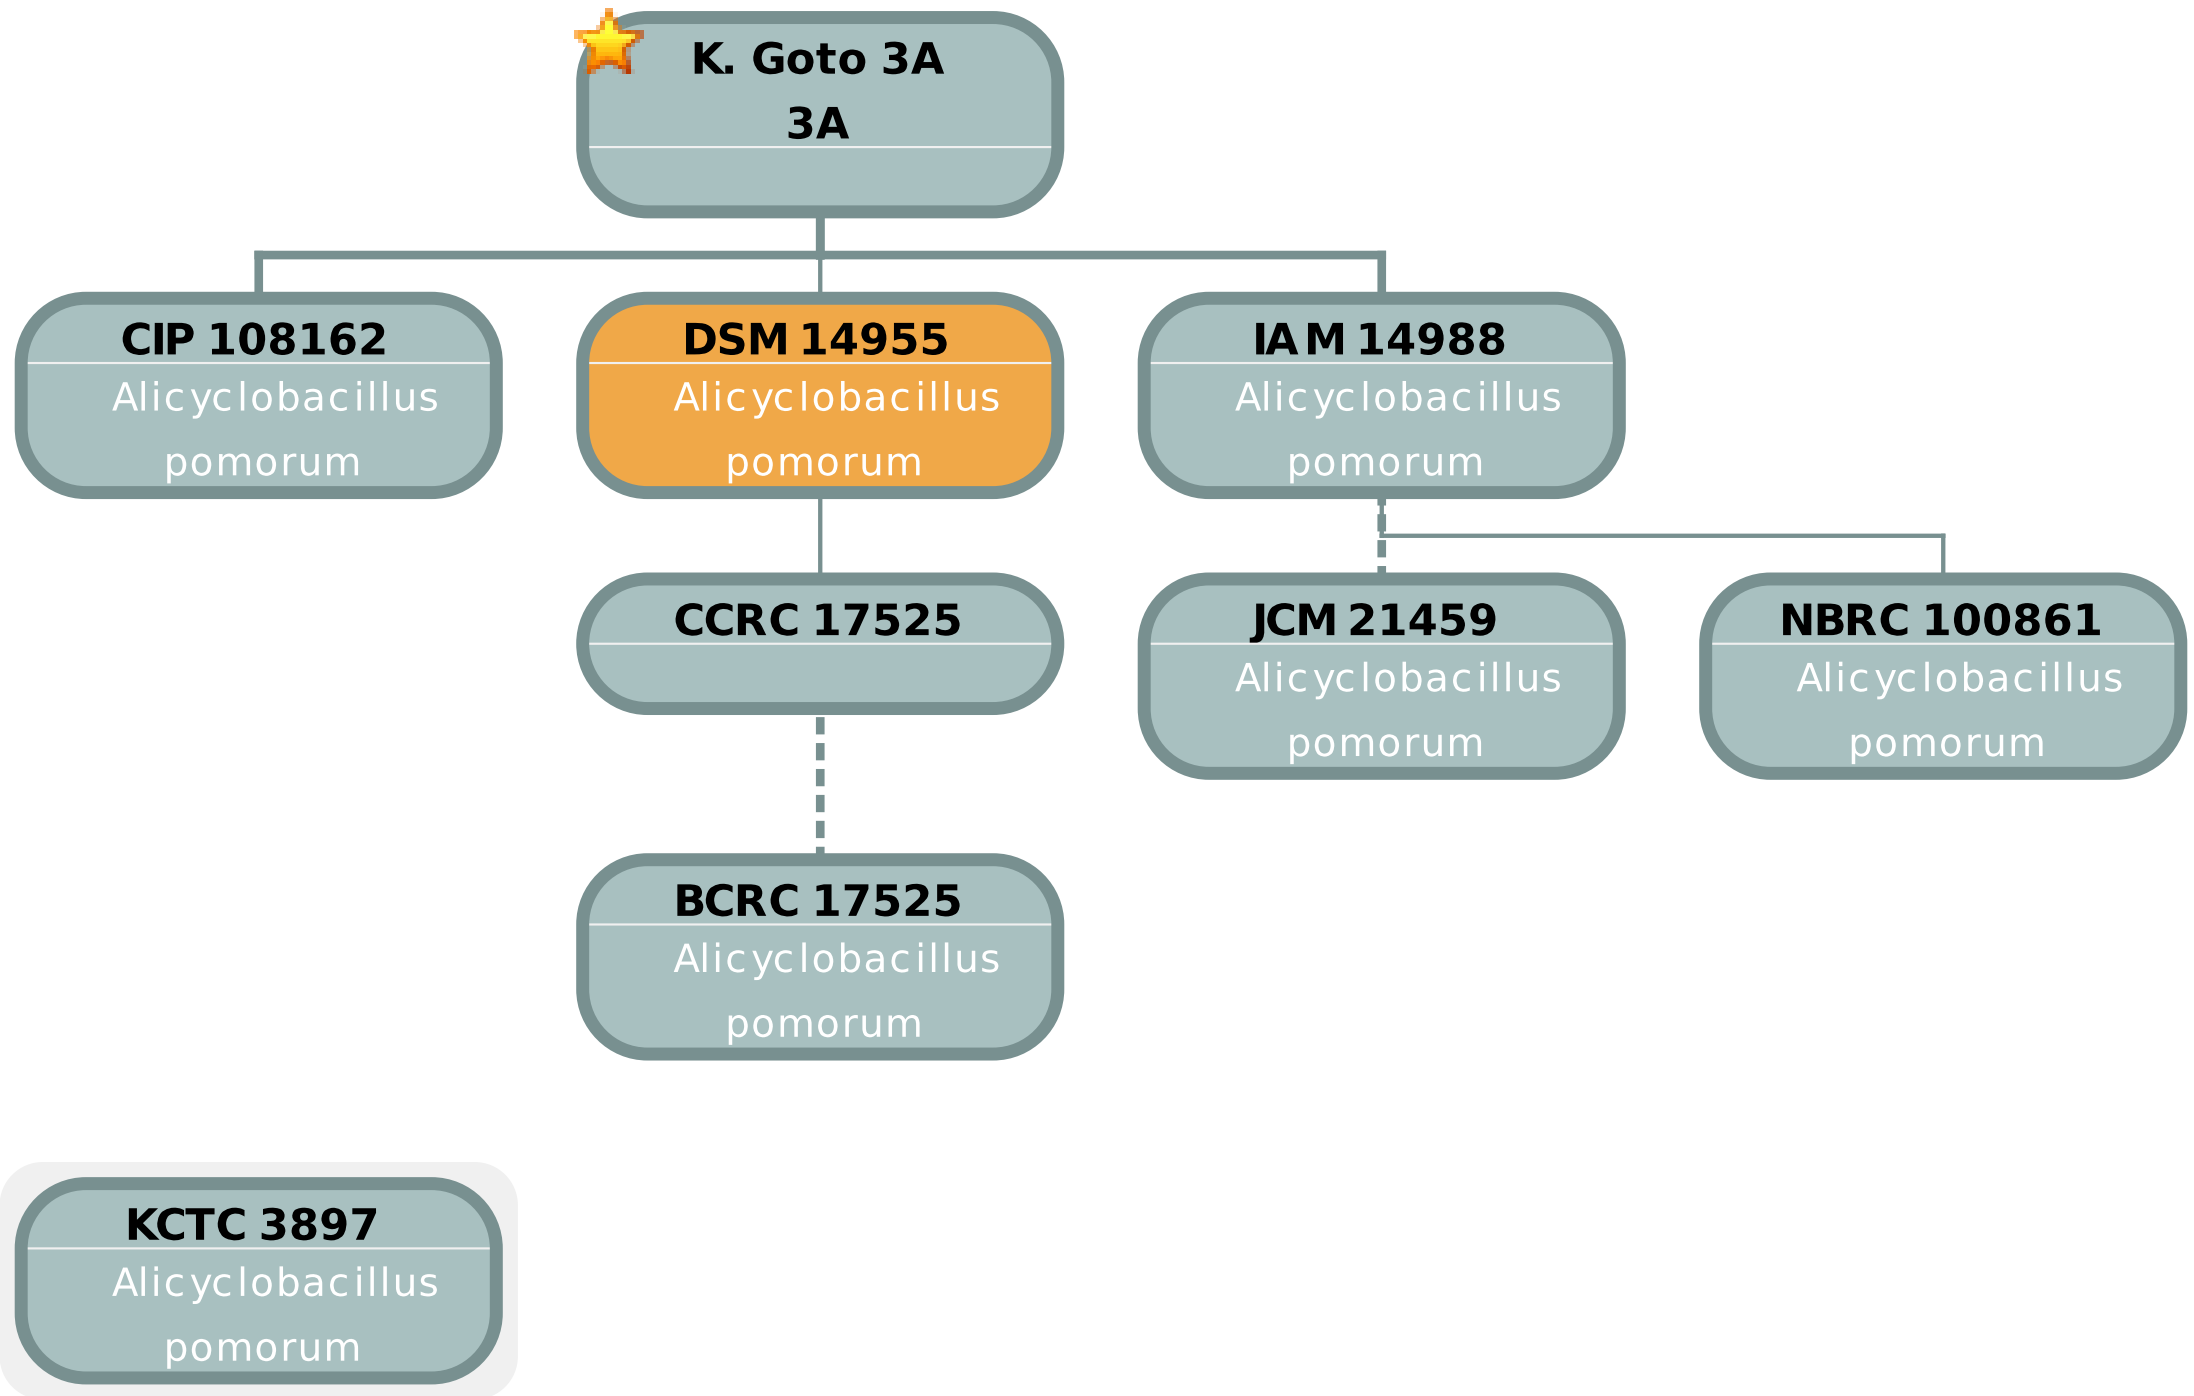 K. Goto 3A
3A
CIP 108162
Alicyclobacillus
pomorum
DSM 14955
Alicyclobacillus
pomorum
IAM 14988
Alicyclobacillus
pomorum
CCRC 17525
JCM 21459
Alicyclobacillus
pomorum
NBRC 100861
Alicyclobacillus
pomorum
BCRC 17525
Alicyclobacillus
pomorum
KCTC 3897
Alicyclobacillus
pomorum